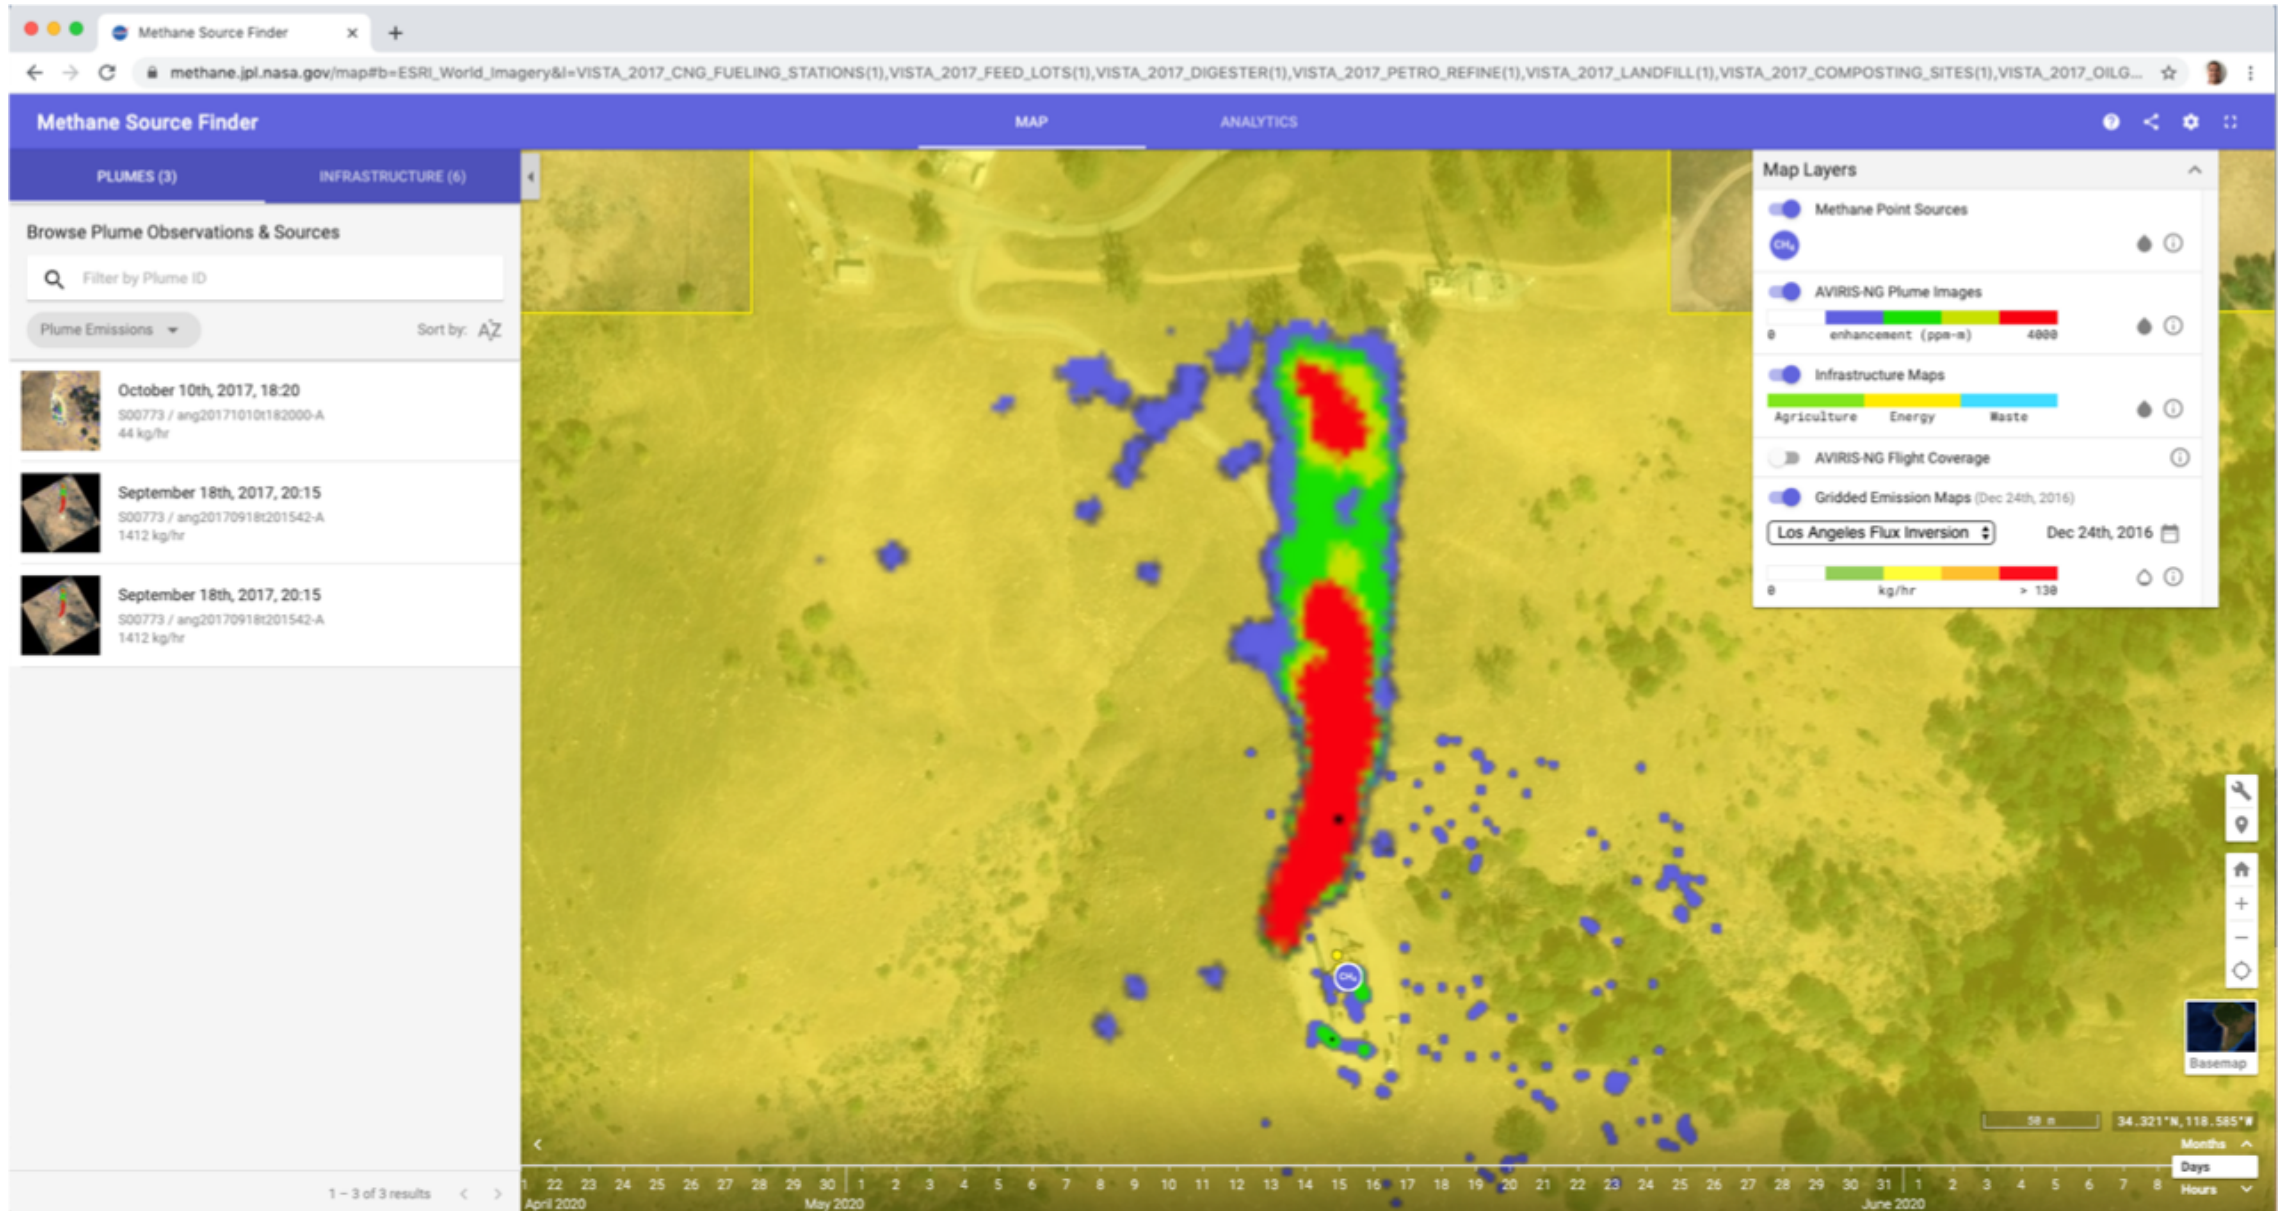 Methane Source Finder
methane.jpl.nasa.gov/map#b=ESRI_World_Imagery&l=VISTA_2017_CNG_FUELING_STATIONS(1),VISTA_2017_FEED_LOTS(1),VISTA_2017_DIGESTER(1),VISTA_2017_PETRO_REFINE(1),VISTA_2017_LANDFILL(1),VISTA_2017_COMPOSTING_SITES(1),VISTA_2017_OILG...
Methane Source Finder
MAP
ANALYTICS
PLUMES (3)
INFRASTRUCTURE (6)
Browse Plume Observations & Sources
Filter by Plume ID
Plume Emissions
Sort by: AZ
October 10th, 2017, 18:20
S00773 / ang20171010t182000-A
44 kg/hr
September 18th, 2017, 20:15
S00773 / ang20170918t201542-A
1412 kg/hr
September 18th, 2017, 20:15
S00773 / ang20170918t201542-A
1412 kg/hr
1 – 3 of 3 results
Map Layers
Methane Point Sources
CH4
AVIRIS-NG Plume Images
0 enhancement (ppm-m) 4000
Infrastructure Maps
Agriculture Energy Waste
AVIRIS-NG Flight Coverage
Gridded Emission Maps (Dec 24th, 2016)
Los Angeles Flux Inversion Dec 24th, 2016
0 kg/hr > 130
CH4
Basemap
50 m 34.321°N,118.585°W
Months
Days
Hours
1 22 23 24 25 26 27 28 29 30 1 2 3 4 5 6 7 8 9 10 11 12 13 14 15 16 17 18 19 20 21 22 23 24 25 26 27 28 29 30 31 1 2 3 4 5 6 7 8
April 2020 May 2020 June 2020